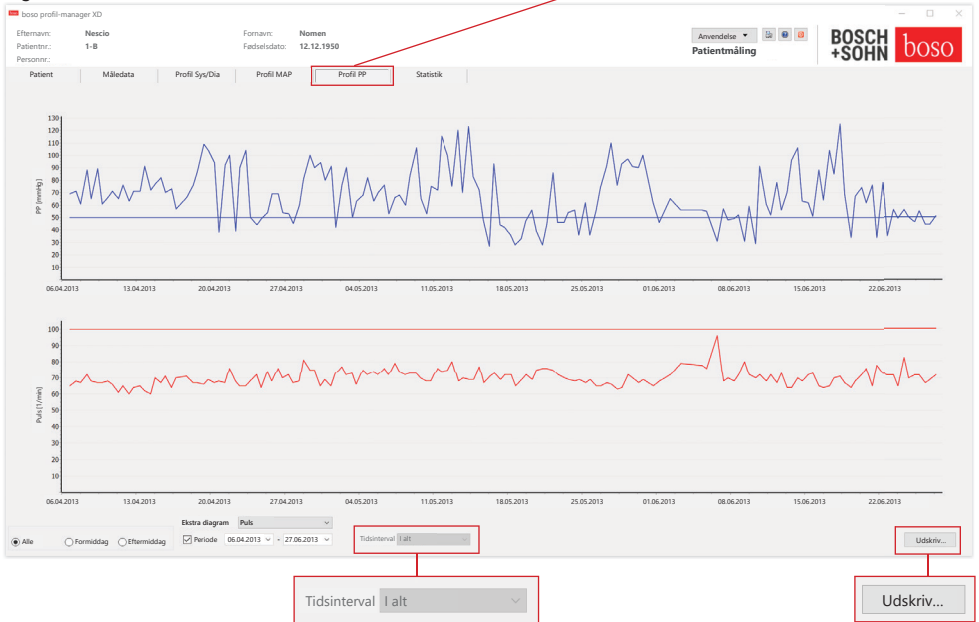 boso profil-manager XD
Efternavn: Nescio Fornavn: Nomen
Patientnr.: 1-B Fødselsdato: 12.12.1950
Personnr.:
Anvendelse
Patientmåling
BOSCH
+SOHN
boso
Patient Måledata Profil Sys/Dia Profil MAP Profil PP Statistik
PP [mmHg]
130
120
110
100
90
80
70
60
50
40
30
20
10
06.04.2013 13.04.2013 20.04.2013 27.04.2013 04.05.2013 11.05.2013 18.05.2013 25.05.2013 01.06.2013 08.06.2013 15.06.2013 22.06.2013
Puls [1/min]
100
90
80
70
60
50
40
30
20
10
06.04.2013 13.04.2013 20.04.2013 27.04.2013 04.05.2013 11.05.2013 18.05.2013 25.05.2013 01.06.2013 08.06.2013 15.06.2013 22.06.2013
Ekstra diagram Puls
Alle Formiddag Eftermiddag Periode 06.04.2013 - 27.06.2013 Tidsinterval I alt Udskriv...
Tidsinterval I alt
Udskriv...